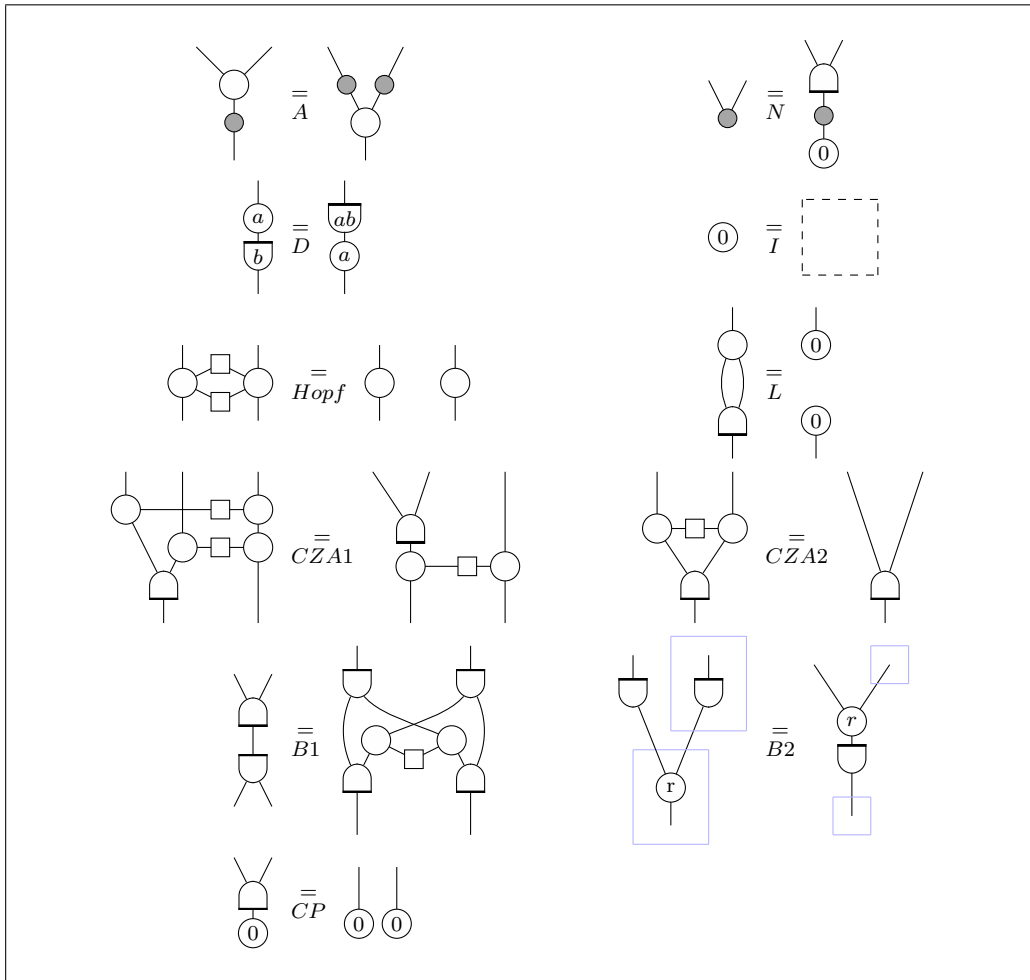 = A
= N
0
a
b
= D
ab
a
0
= I
= Hopf
0
= L
0
= CZA1
= CZA2
= B1
r
= B2
r
0
= CP
0 0